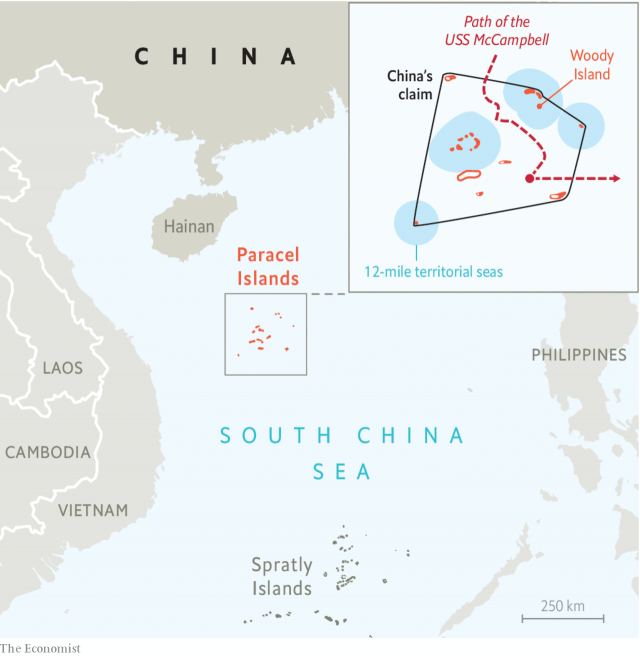 CHINA
Path of the
USS McCampbell
Woody
Island
China's
claim
Hainan
Paracel
Islands
12-mile territorial seas
LAOS
PHILIPPINES
SOUTH CHINA
SEA
CAMBODIA
VIETNAM
Spratly
Islands
250 km
The Economist